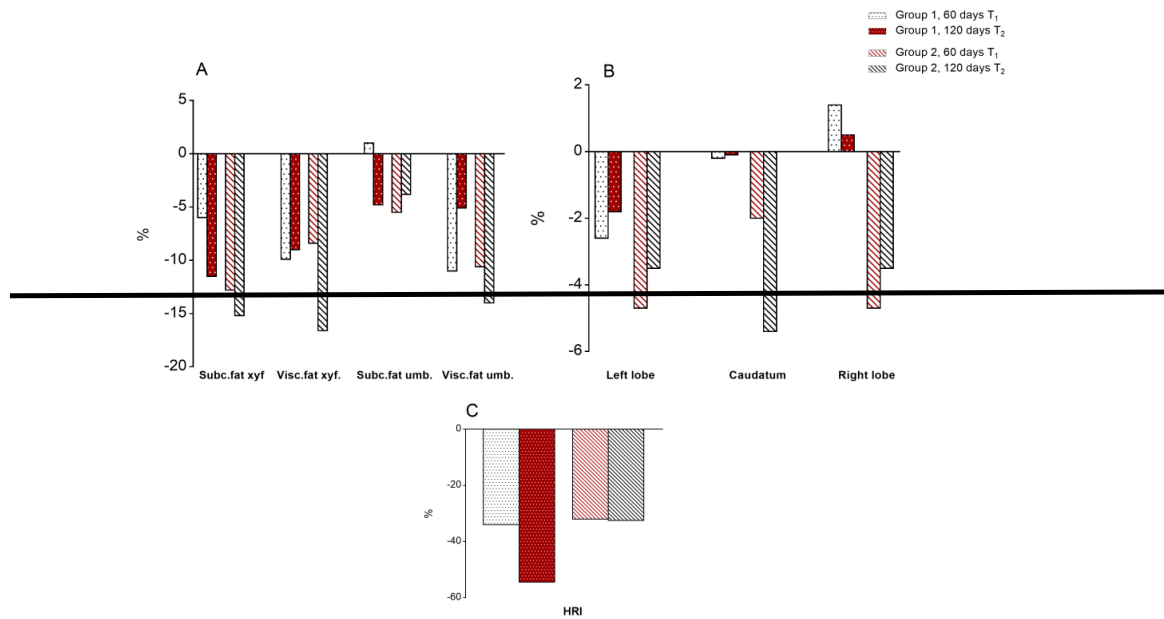 Group 1, 60 days T1
Group 1, 120 days T2
Group 2, 60 days T1
Group 2, 120 days T2
A
5
0
-5
-10
-15
-20
%
Subc.fat xyf Visc.fat xyf. Subc.fat umb. Visc.fat umb.
B
2
0
-2
-4
-6
%
Left lobe Caudatum Right lobe
C
0
-20
-40
-60
%
HRI